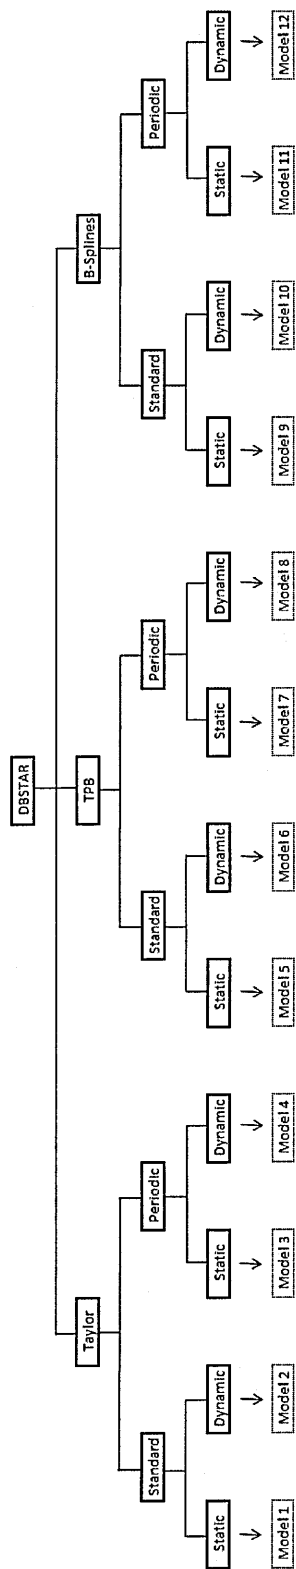 DBSTAR
Taylor
TPB
B-Splines
Standard
Periodic
Standard
Periodic
Standard
Periodic
Static
Dynamic
Static
Dynamic
Static
Dynamic
Static
Dynamic
Static
Dynamic
Static
Dynamic
Model 1
Model 2
Model 3
Model 4
Model 5
Model 6
Model 7
Model 8
Model 9
Model 10
Model 11
Model 12